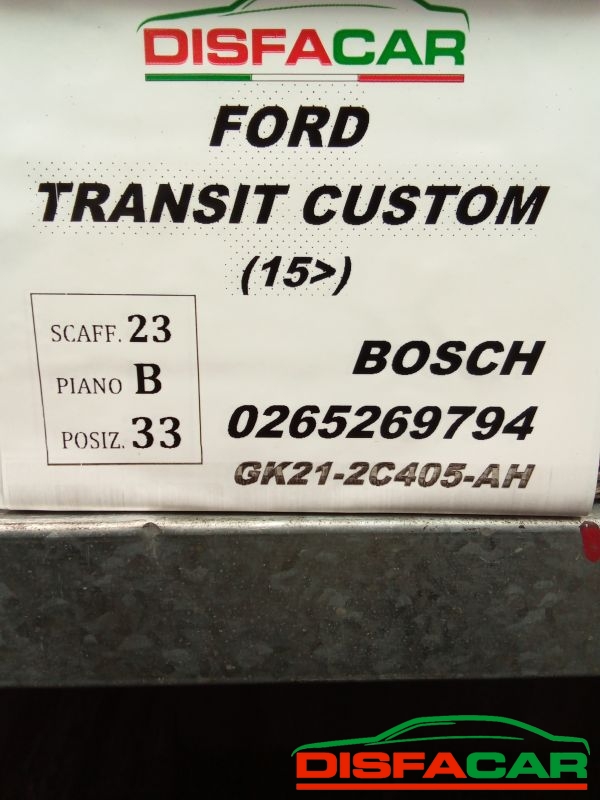 DISFACAR
FORD
TRANSIT CUSTOM
(15>)
SCAFF. 23
PIANO B
POSIZ. 33
BOSCH
0265269794
GK21-2C405-AH
DISFACAR